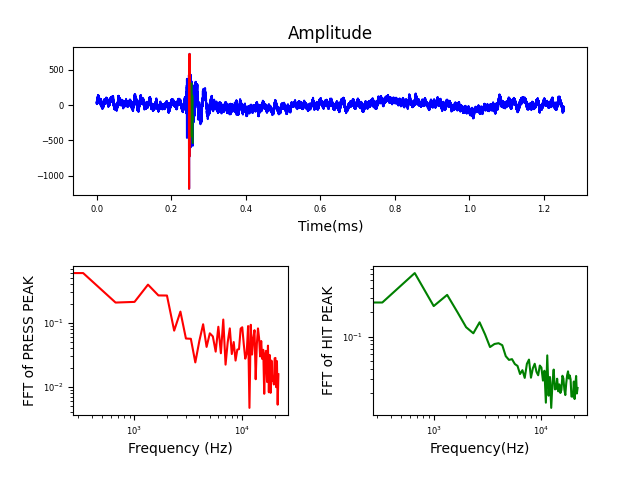 Amplitude
500
0
−500
−1000
0.0 0.2 0.4 0.6 0.8 1.0 1.2
Time(ms)
FFT of PRESS PEAK
10⁻¹
10⁻²
10³ 10⁴
Frequency (Hz)
FFT of HIT PEAK
10⁻¹
10³ 10⁴
Frequency(Hz)